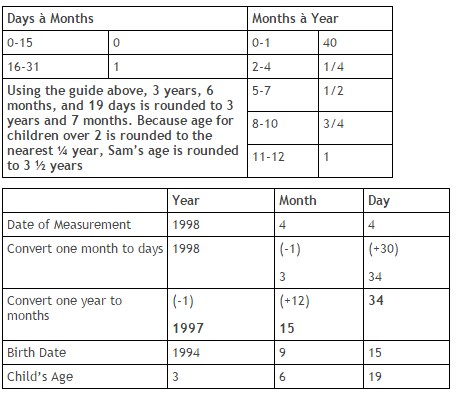 Days à Months Months à Year
0-15 0 0-1 40
16-31 1 2-4 1/4
Using the guide above, 3 years, 6
months, and 19 days is rounded to 3
years and 7 months. Because age for
children over 2 is rounded to the
nearest ¼ year, Sam's age is rounded
to 3 ½ years
5-7 1/2
8-10 3/4
11-12 1
Year Month Day
Date of Measurement 1998 4 4
Convert one month to days 1998 (-1) (+30)
3 34
Convert one year to
months
(-1) (+12) 34
1997 15
Birth Date 1994 9 15
Child's Age 3 6 19